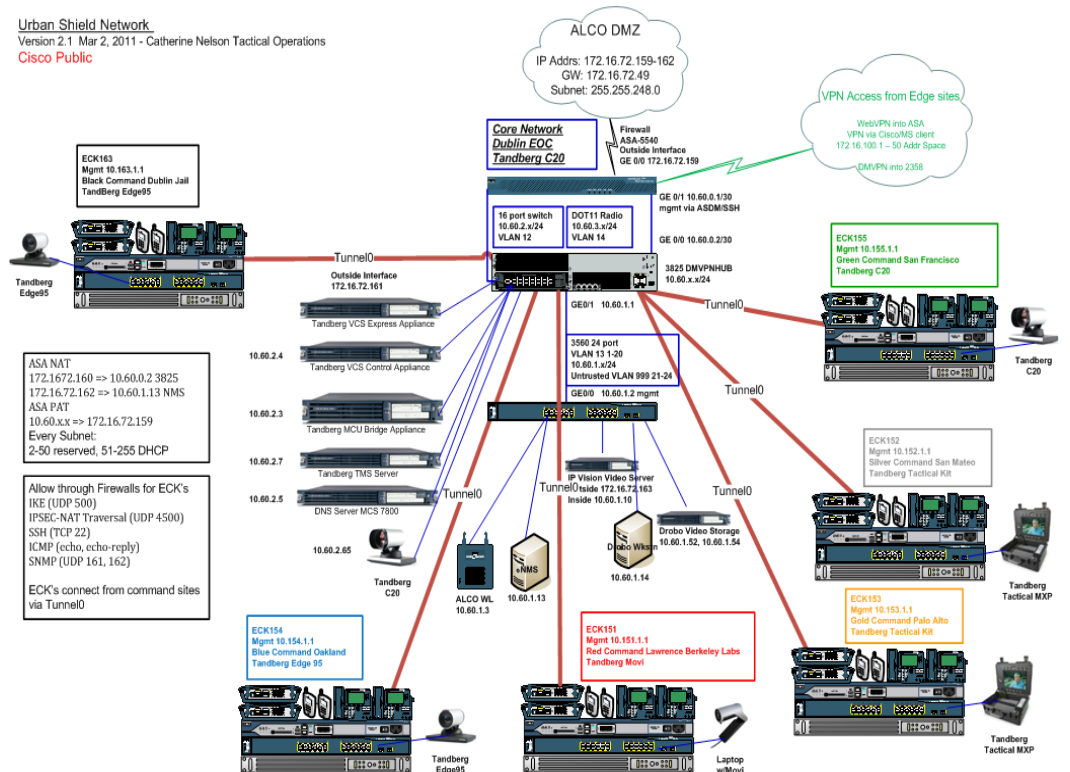 Urban Shield Network
Version 2.1 Mar 2, 2011 - Catherine Nelson Tactical Operations
Cisco Public
ALCO DMZ
IP Addrs: 172.16.72.159-162
GW: 172.16.72.49
Subnet: 255.255.248.0
VPN Access from Edge sites
WebVPN into ASA
VPN via Cisco/MS client
172.16.100.1 – 50 Addr Space
DMVPN into 2358
Core Network
Dublin EOC
Tandberg C20
Firewall
ASA-5540
Outside Interface
GE 0/0 172.16.72.159
GE 0/1 10.60.0.1/30
mgmt via ASDM/SSH
16 port switch
10.60.2.x/24
VLAN 12
DOT11 Radio
10.60.3.x/24
VLAN 14
GE 0/0 10.60.0.2/30
3825 DMVPNHUB
10.60.x.x/24
ECK163
Mgmt 10.163.1.1
Black Command Dublin Jail
TandBerg Edge95
Tandberg
Edge95
Tunnel0
Outside Interface
172.16.72.161
Tandberg VCS Express Appliance
10.60.2.4
Tandberg VCS Control Appliance
10.60.2.3
Tandberg MCU Bridge Appliance
10.60.2.7
Tandberg TMS Server
10.60.2.5
DNS Server MCS 7800
10.60.2.65
Tandberg
C20
GE0/1 10.60.1.1
3560 24 port
VLAN 13 1-20
10.60.1.x/24
Untrusted VLAN 999 21-24
GE0/0 10.60.1.2 mgmt
ECK155
Mgmt 10.155.1.1
Green Command San Francisco
Tandberg C20
Tunnel0
Tandberg
C20
Tunnel0
ASA NAT
172.1672.160 => 10.60.0.2 3825
172.16.72.162 => 10.60.1.13 NMS
ASA PAT
10.60.x.x => 172.16.72.159
Every Subnet:
2-50 reserved, 51-255 DHCP
Allow through Firewalls for ECK's
IKE (UDP 500)
IPSEC-NAT Traversal (UDP 4500)
SSH (TCP 22)
ICMP (echo, echo-reply)
SNMP (UDP 161, 162)
ECK's connect from command sites
via Tunnel0
Tunnel0
Tunnel0
Tunnel0
IP Vision Video Server
Outside 172.16.72.163
Inside 10.60.1.10
Drobo Video Storage
10.60.1.52, 10.60.1.54
Drobo Wkstn
10.60.1.14
NMS
10.60.1.13
ALCO WL
10.60.1.3
ECK152
Mgmt 10.152.1.1
Silver Command San Mateo
Tandberg Tactical Kit
Tandberg
Tactical MXP
ECK153
Mgmt 10.153.1.1
Gold Command Palo Alto
Tandberg Tactical Kit
Tandberg
Tactical MXP
ECK154
Mgmt 10.154.1.1
Blue Command Oakland
Tandberg Edge 95
Tandberg
Edge95
ECK151
Mgmt 10.151.1.1
Red Command Lawrence Berkeley Labs
Tandberg Movi
Laptop
w/Movi